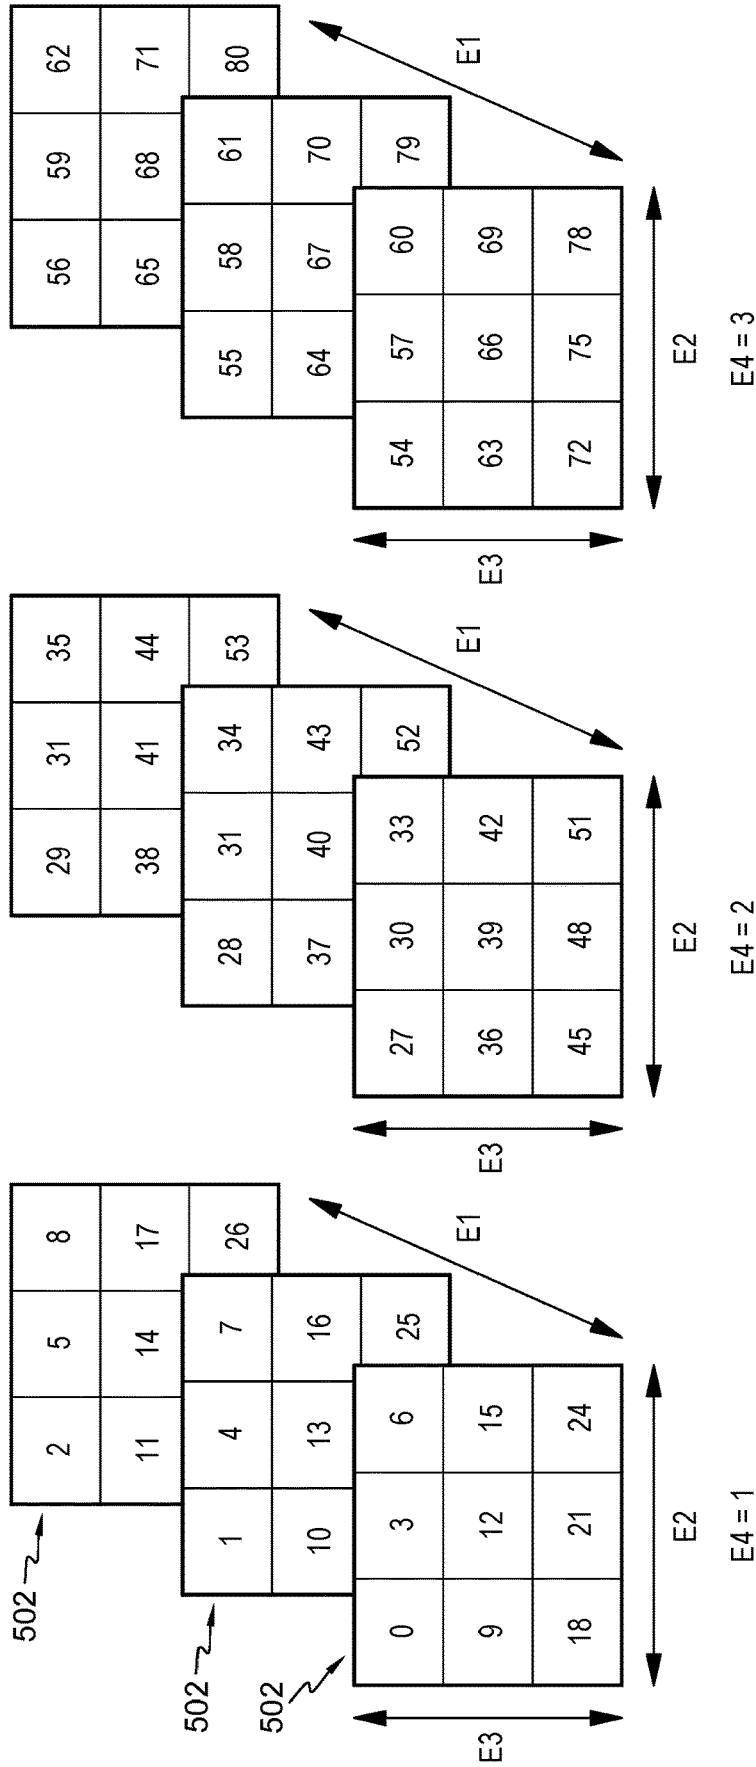 502
2 5 8
11 14 17
26
502
1 4 7
10 13 16
25
502
0 3 6
9 12 15
18 21 24
E3
E1
E2
E4 = 1
29 31 35
38 41 44
53
28 31 34
37 40 43
52
27 30 33
36 39 42
45 48 51
E3
E1
E2
E4 = 2
56 59 62
65 68 71
80
55 58 61
64 67 70
79
54 57 60
63 66 69
72 75 78
E3
E1
E2
E4 = 3